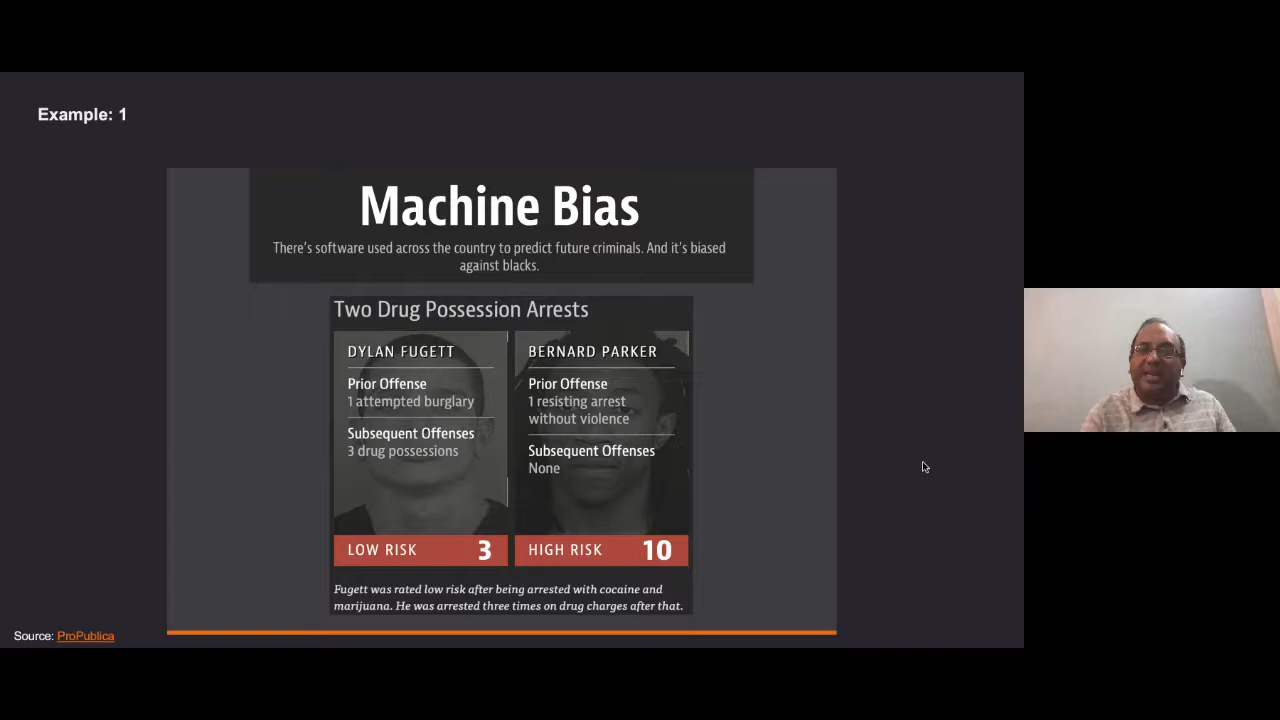 Example: 1
Machine Bias
There's software used across the country to predict future criminals. And it's biased
against blacks.
Two Drug Possession Arrests
DYLAN FUGETT
Prior Offense
1 attempted burglary
Subsequent Offenses
3 drug possessions
LOW RISK 3
BERNARD PARKER
Prior Offense
1 resisting arrest
without violence
Subsequent Offenses
None
HIGH RISK 10
Fugett was rated low risk after being arrested with cocaine and
marijuana. He was arrested three times on drug charges after that.
Source: ProPublica